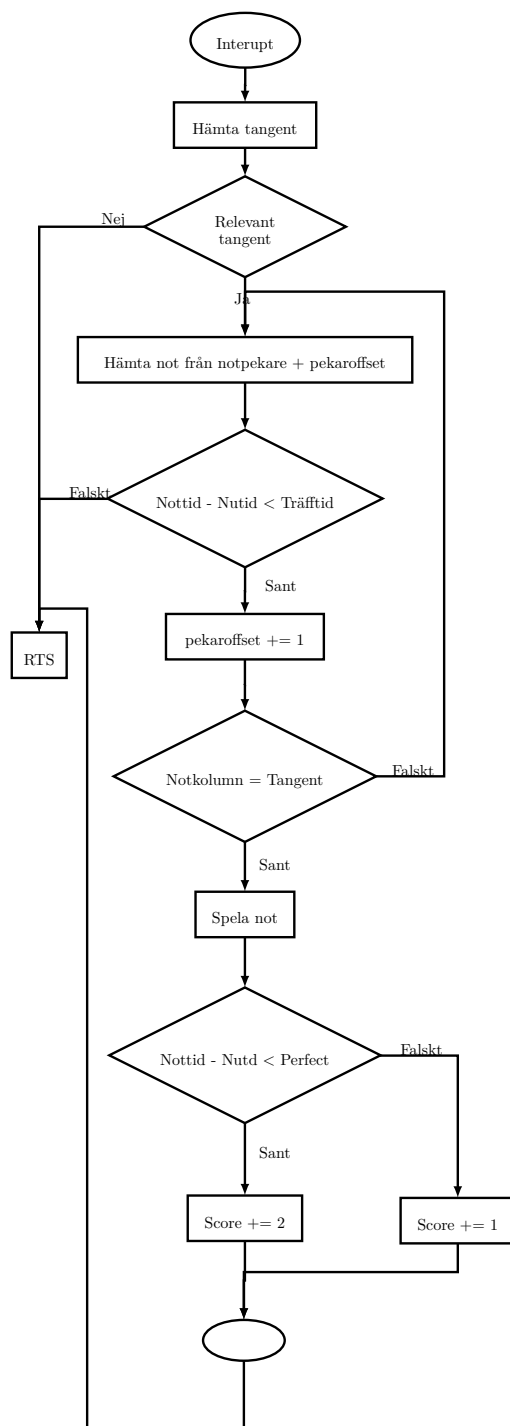 Interupt
Hämta tangent
Nej
Relevant
tangent
Ja
Hämta not från notpekare + pekaroffset
Falskt
Nottid - Nutid < Träfftid
Sant
pekaroffset += 1
RTS
Notkolumn = Tangent
Falskt
Sant
Spela not
Nottid - Nutd < Perfect
Falskt
Sant
Score += 2
Score += 1